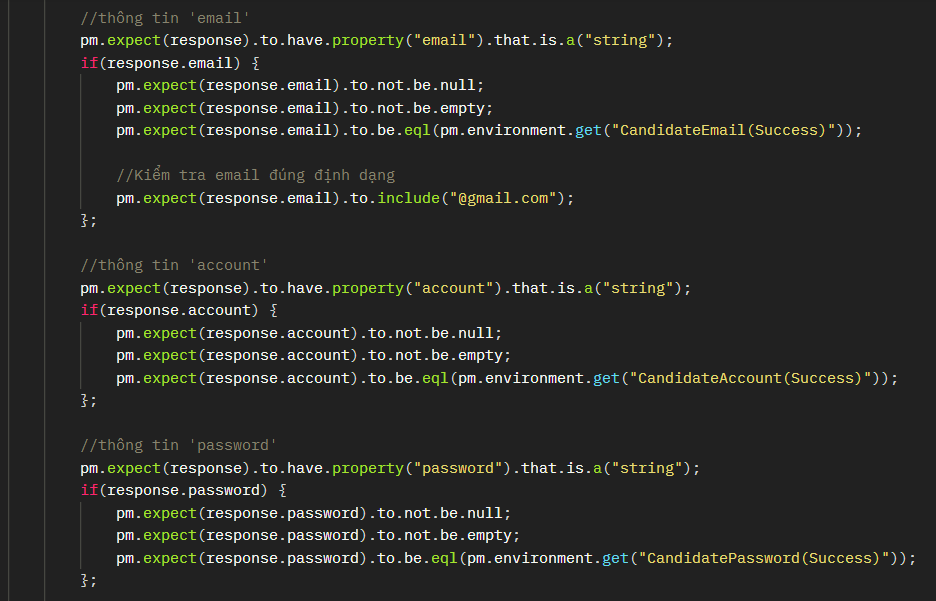 //thông tin 'email'
pm.expect(response).to.have.property("email").that.is.a("string");
if(response.email) {
pm.expect(response.email).to.not.be.null;
pm.expect(response.email).to.not.be.empty;
pm.expect(response.email).to.be.eql(pm.environment.get("CandidateEmail(Success)"));
//Kiểm tra email đúng định dạng
pm.expect(response.email).to.include("@gmail.com");
};
//thông tin 'account'
pm.expect(response).to.have.property("account").that.is.a("string");
if(response.account) {
pm.expect(response.account).to.not.be.null;
pm.expect(response.account).to.not.be.empty;
pm.expect(response.account).to.be.eql(pm.environment.get("CandidateAccount(Success)"));
};
//thông tin 'password'
pm.expect(response).to.have.property("password").that.is.a("string");
if(response.password) {
pm.expect(response.password).to.not.be.null;
pm.expect(response.password).to.not.be.empty;
pm.expect(response.password).to.be.eql(pm.environment.get("CandidatePassword(Success)"));
};